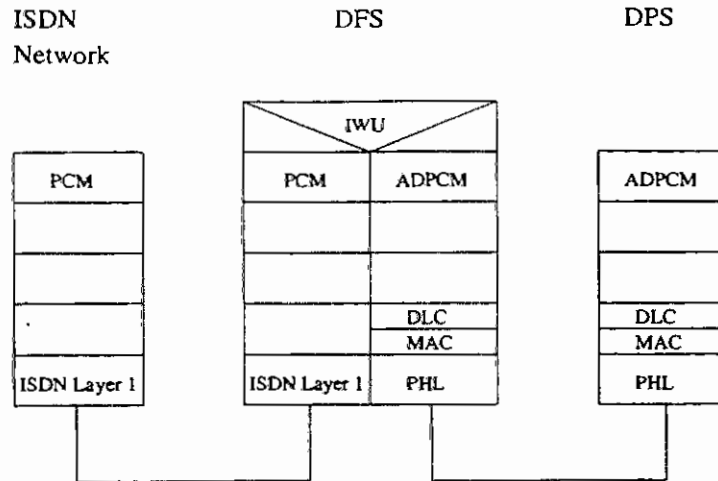 ISDN
Network
DFS
DPS
IWU
PCM
PCM
ADPCM
ADPCM
DLC
MAC
DLC
MAC
ISDN Layer 1
ISDN Layer 1
PHL
PHL